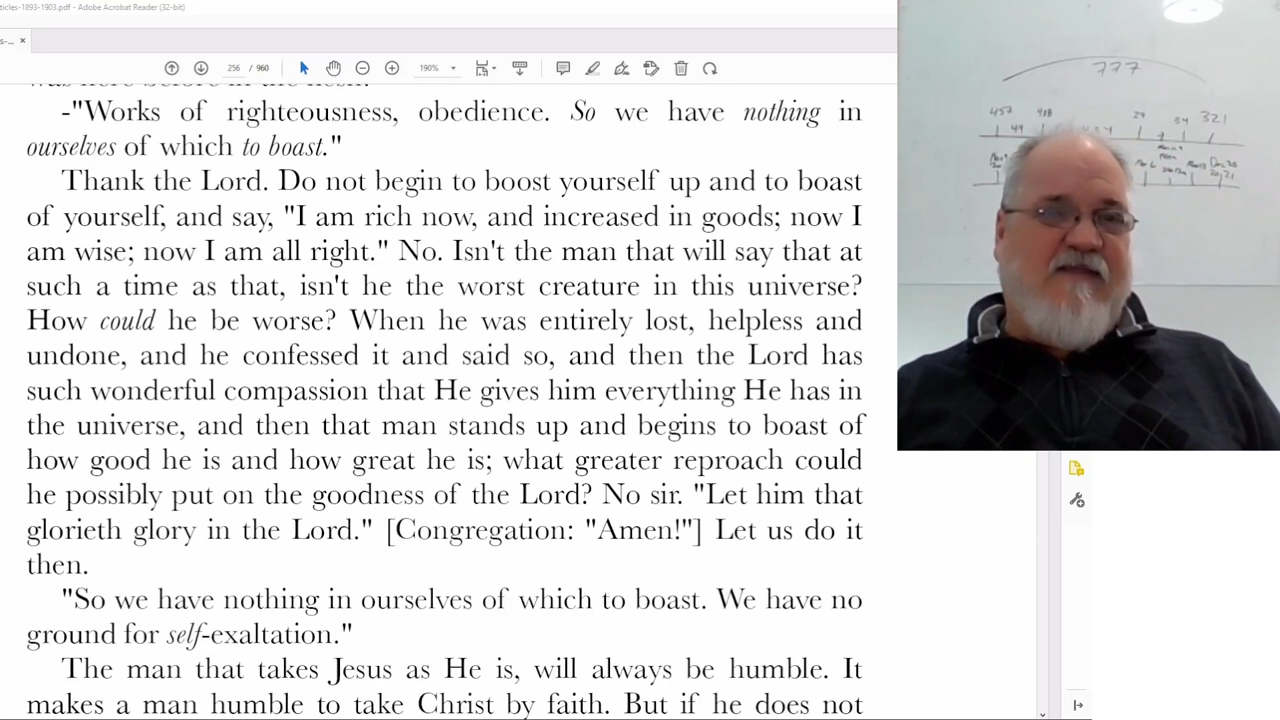 ticles-1893-1903.pdf - Adobe Acrobat Reader (32-bit)
s-... ×
256 / 960
190%
was here before in the flesh.
-"Works of righteousness, obedience. So we have nothing in
ourselves of which to boast."
Thank the Lord. Do not begin to boost yourself up and to boast
of yourself, and say, "I am rich now, and increased in goods; now I
am wise; now I am all right." No. Isn't the man that will say that at
such a time as that, isn't he the worst creature in this universe?
How could he be worse? When he was entirely lost, helpless and
undone, and he confessed it and said so, and then the Lord has
such wonderful compassion that He gives him everything He has in
the universe, and then that man stands up and begins to boast of
how good he is and how great he is; what greater reproach could
he possibly put on the goodness of the Lord? No sir. "Let him that
glorieth glory in the Lord." [Congregation: "Amen!"] Let us do it
then.
"So we have nothing in ourselves of which to boast. We have no
ground for self-exaltation."
The man that takes Jesus as He is, will always be humble. It
makes a man humble to take Christ by faith. But if he does not
777
457 408 321
49